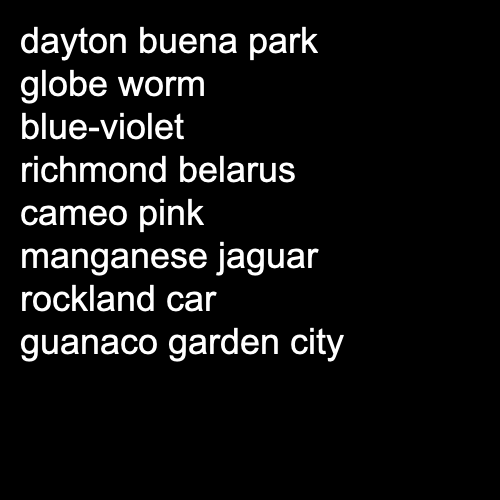 dayton buena park
globe worm
blue-violet
richmond belarus
cameo pink
manganese jaguar
rockland car
guanaco garden city